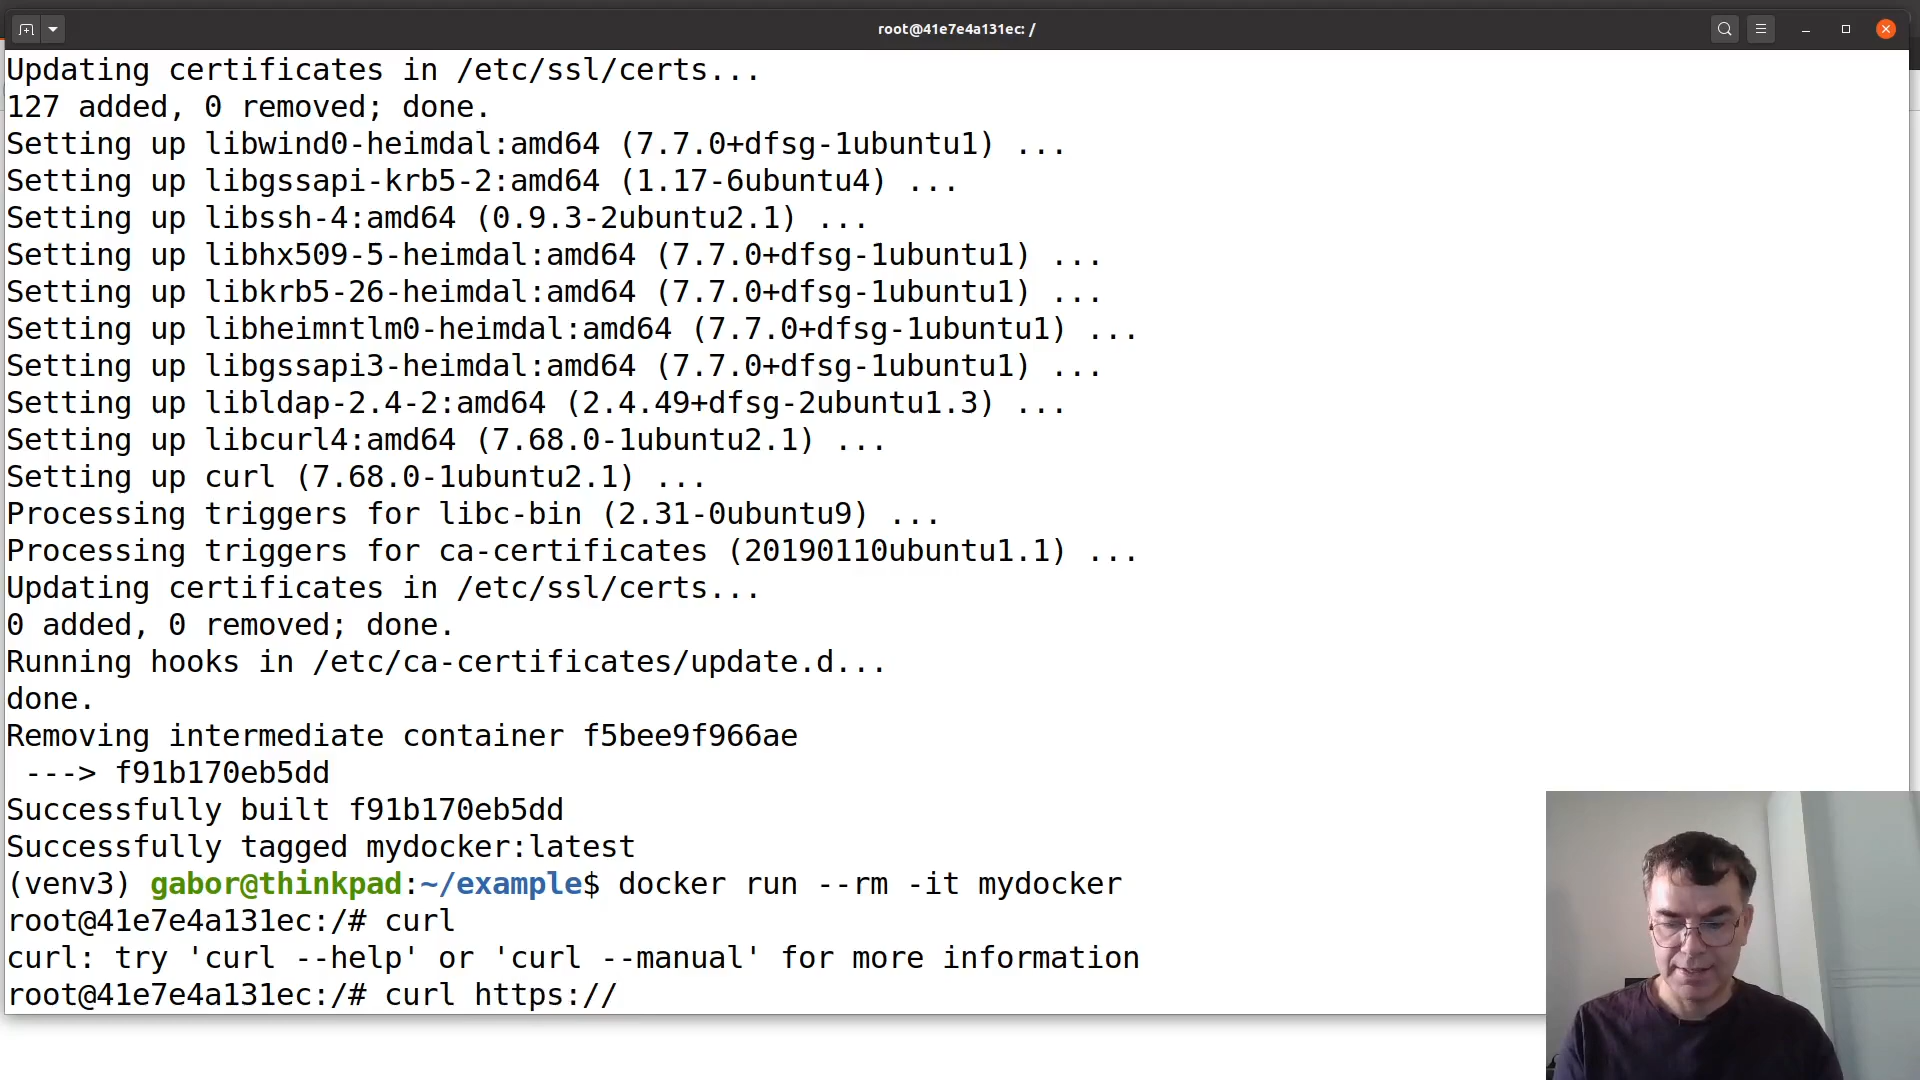 root@41e7e4a131ec: /
Updating certificates in /etc/ssl/certs...
127 added, 0 removed; done.
Setting up libwind0-heimdal:amd64 (7.7.0+dfsg-1ubuntu1) ...
Setting up libgssapi-krb5-2:amd64 (1.17-6ubuntu4) ...
Setting up libssh-4:amd64 (0.9.3-2ubuntu2.1) ...
Setting up libhx509-5-heimdal:amd64 (7.7.0+dfsg-1ubuntu1) ...
Setting up libkrb5-26-heimdal:amd64 (7.7.0+dfsg-1ubuntu1) ...
Setting up libheimntlm0-heimdal:amd64 (7.7.0+dfsg-1ubuntu1) ...
Setting up libgssapi3-heimdal:amd64 (7.7.0+dfsg-1ubuntu1) ...
Setting up libldap-2.4-2:amd64 (2.4.49+dfsg-2ubuntu1.3) ...
Setting up libcurl4:amd64 (7.68.0-1ubuntu2.1) ...
Setting up curl (7.68.0-1ubuntu2.1) ...
Processing triggers for libc-bin (2.31-0ubuntu9) ...
Processing triggers for ca-certificates (20190110ubuntu1.1) ...
Updating certificates in /etc/ssl/certs...
0 added, 0 removed; done.
Running hooks in /etc/ca-certificates/update.d...
done.
Removing intermediate container f5bee9f966ae
 ---> f91b170eb5dd
Successfully built f91b170eb5dd
Successfully tagged mydocker:latest
(venv3) gabor@thinkpad:~/example$ docker run --rm -it mydocker
root@41e7e4a131ec:/# curl
curl: try 'curl --help' or 'curl --manual' for more information
root@41e7e4a131ec:/# curl https://